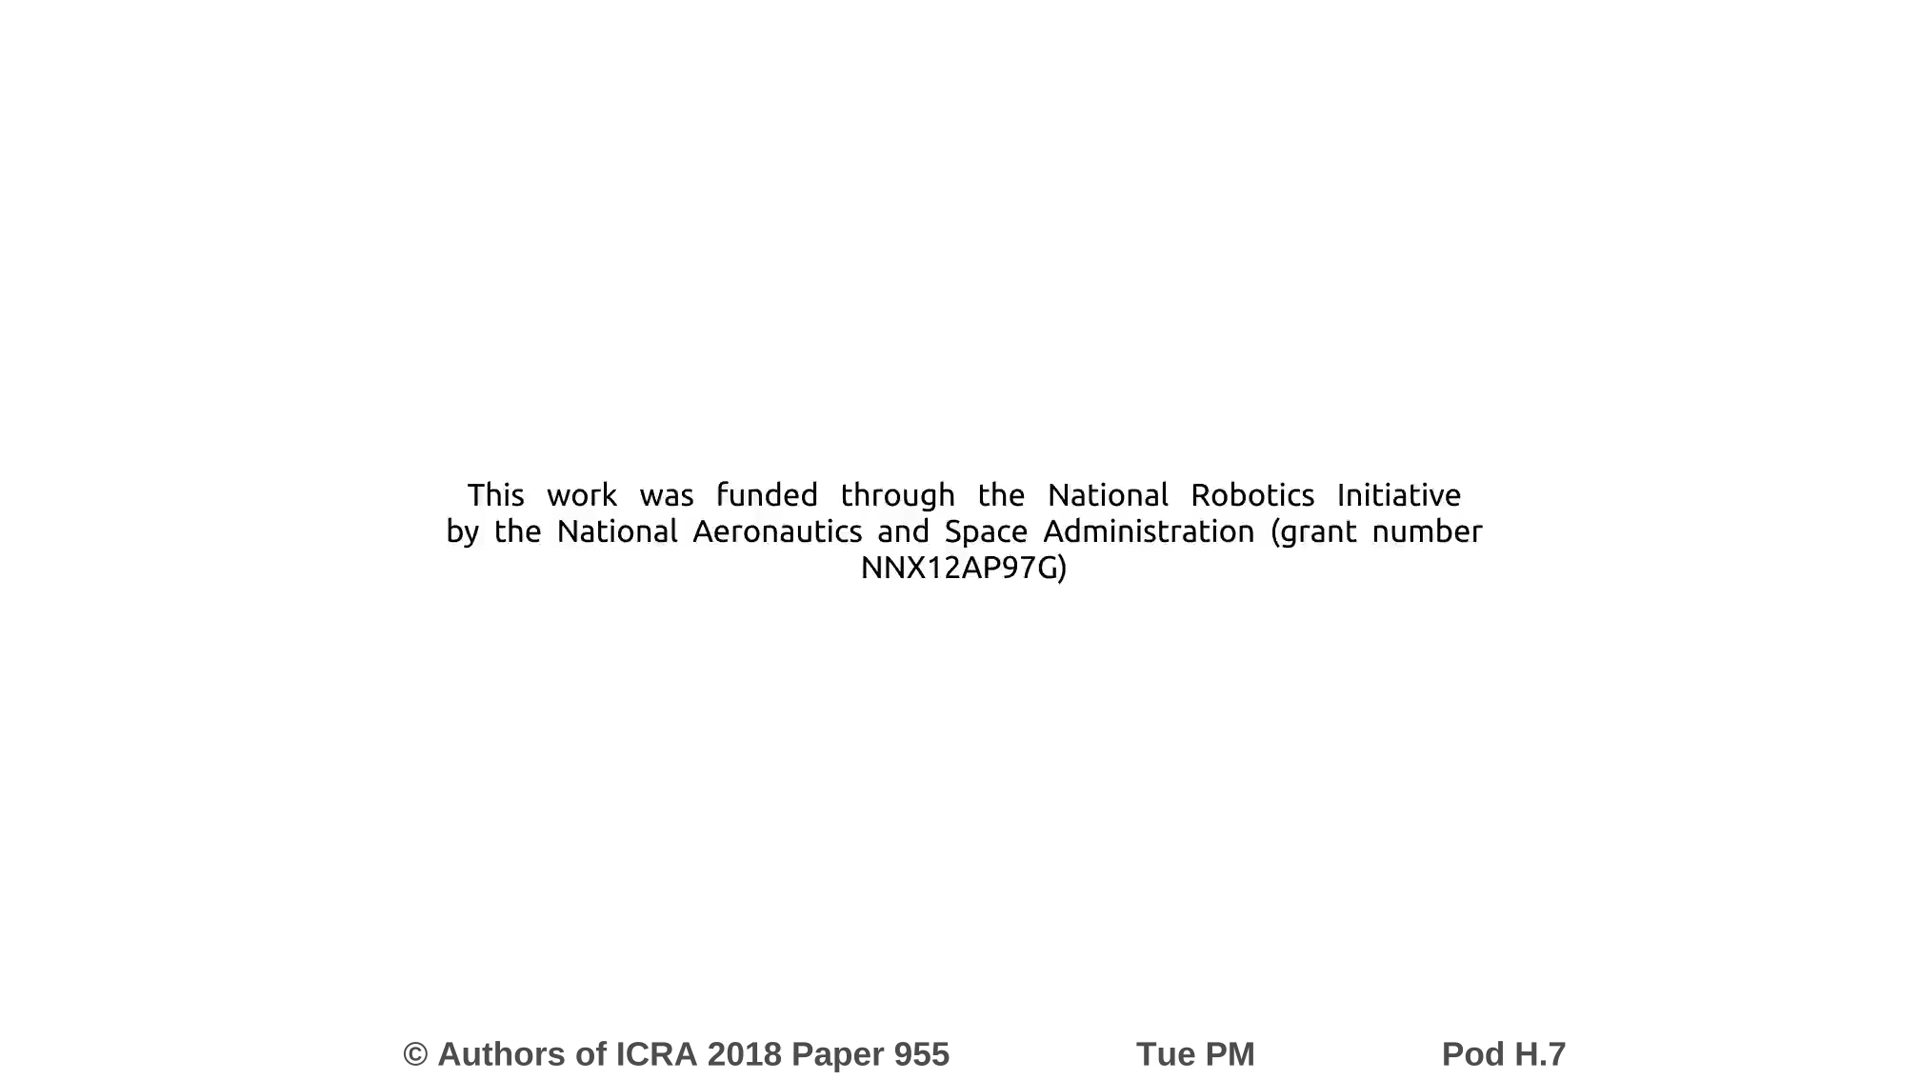 This work was funded through the National Robotics Initiative
by the National Aeronautics and Space Administration (grant number
NNX12AP97G)
© Authors of ICRA 2018 Paper 955 Tue PM Pod H.7